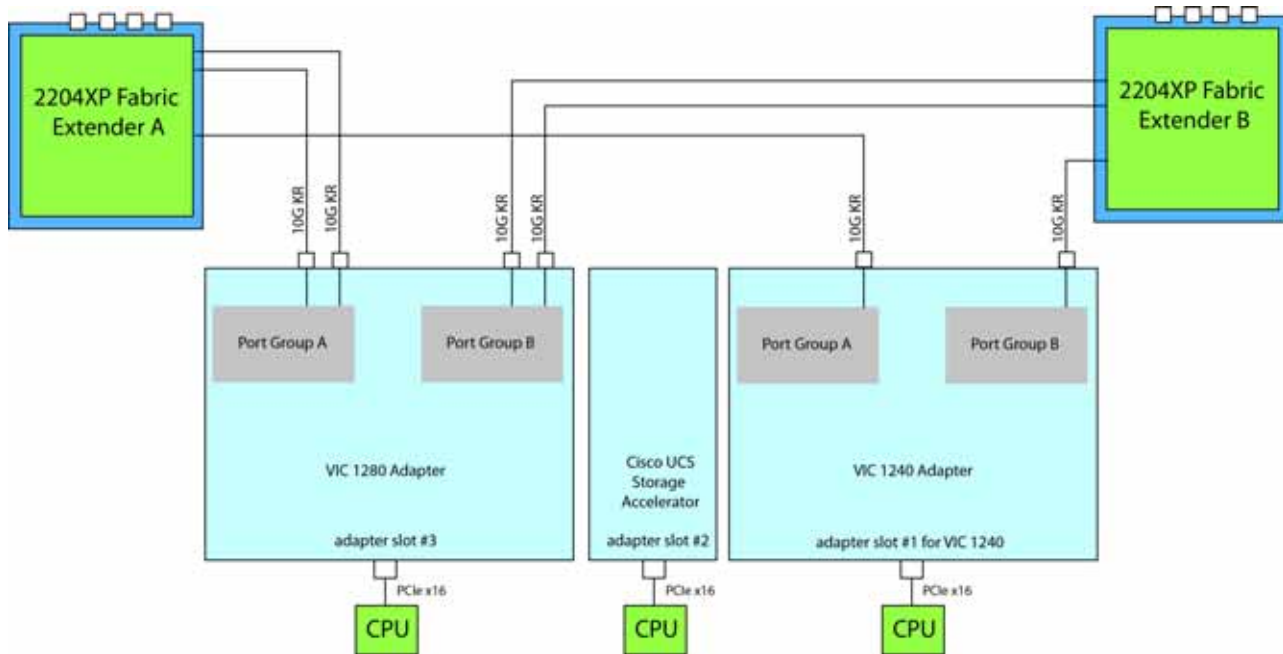 2204XP Fabric
Extender A
2204XP Fabric
Extender B
10G KR
10G KR
10G KR
10G KR
10G KR
10G KR
Port Group A
Port Group B
Port Group A
Port Group B
VIC 1280 Adapter
Cisco UCS
Storage
Accelerator
VIC 1240 Adapter
adapter slot #3
adapter slot #2
adapter slot #1 for VIC 1240
PCIe x16
PCIe x16
PCIe x16
CPU
CPU
CPU